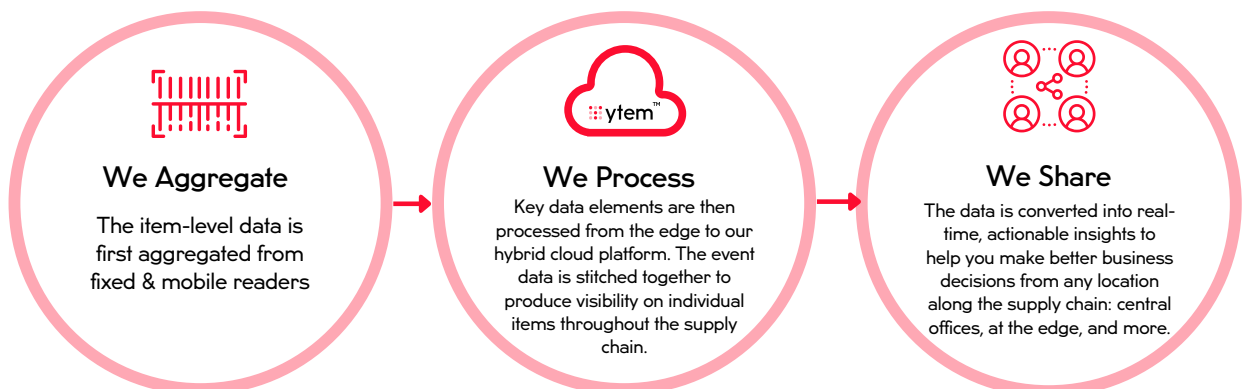 ytem™
We Aggregate
The item-level data is
first aggregated from
fixed & mobile readers
We Process
Key data elements are then
processed from the edge to our
hybrid cloud platform. The event
data is stitched together to
produce visibility on individual
items throughout the supply
chain.
We Share
The data is converted into real-
time, actionable insights to
help you make better business
decisions from any location
along the supply chain: central
offices, at the edge, and more.